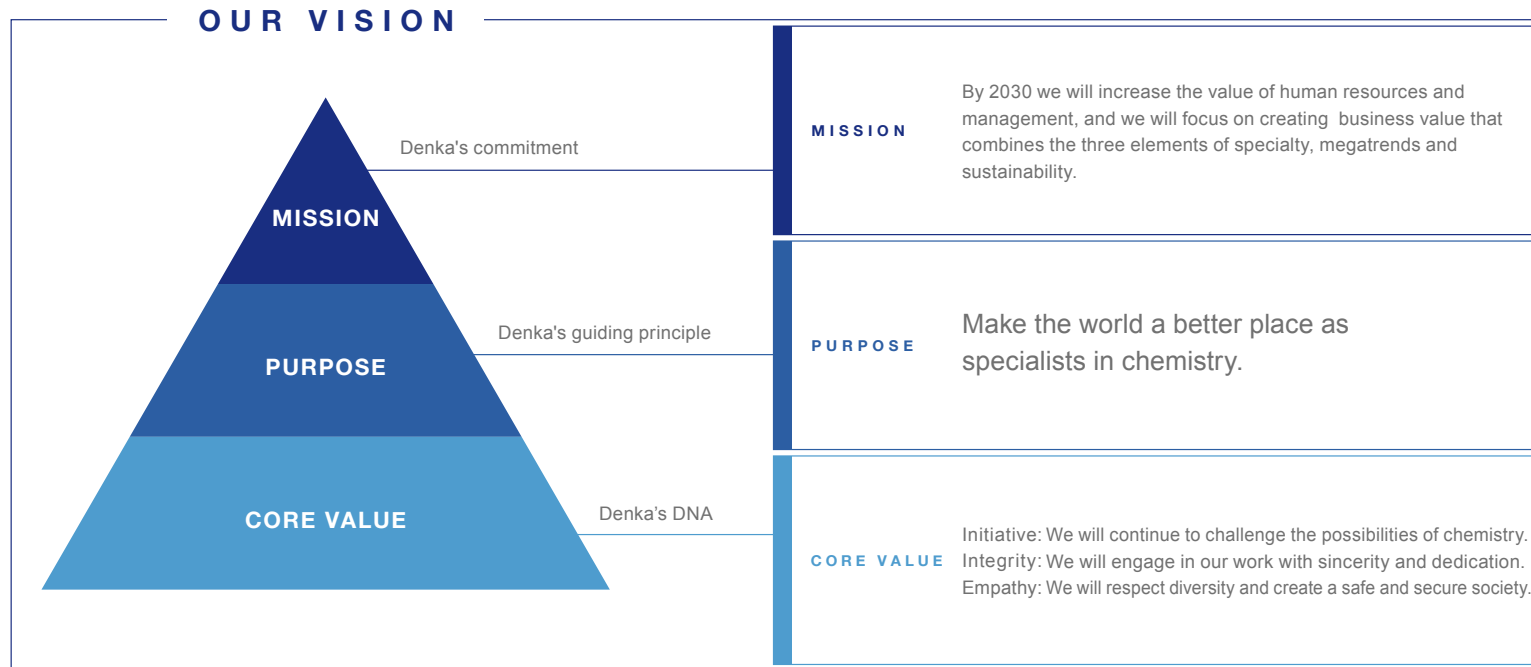 OUR VISION
Denka's commitment
MISSION
Denka's guiding principle
PURPOSE
Denka’s DNA
CORE VALUE
MISSION
By 2030 we will increase the value of human resources and
management, and we will focus on creating business value that
combines the three elements of specialty, megatrends and
sustainability.
PURPOSE
Make the world a better place as
specialists in chemistry.
CORE VALUE
Initiative: We will continue to challenge the possibilities of chemistry.
Integrity: We will engage in our work with sincerity and dedication.
Empathy: We will respect diversity and create a safe and secure society.